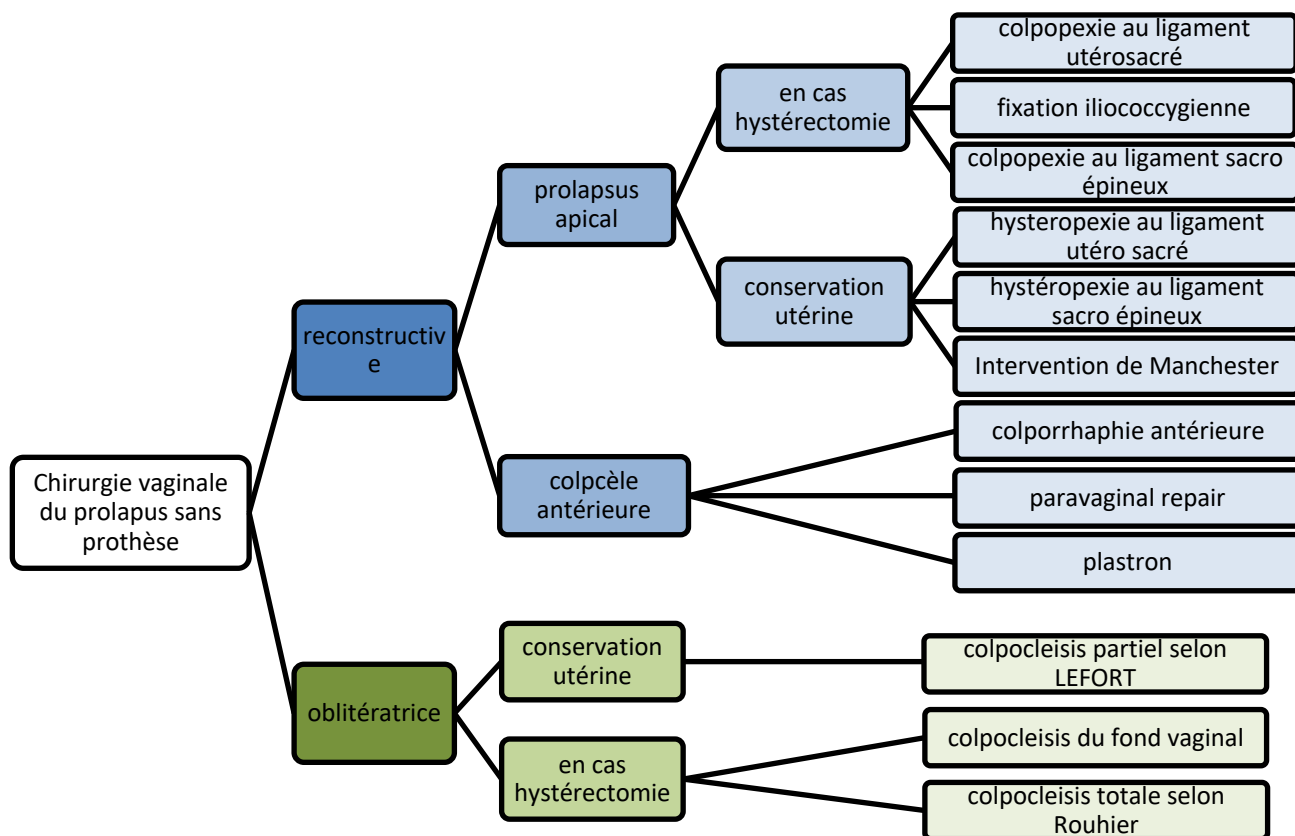 Chirurgie vaginale
du prolapus sans
prothèse
reconstructiv
e
prolapsus
apical
en cas
hystérectomie
colpopexie au ligament
utérosacré
fixation iliococcygienne
colpopexie au ligament sacro
épineux
conservation
utérine
hysteropexie au ligament
utéro sacré
hystéropexie au ligament
sacro épineux
Intervention de Manchester
colpcèle
antérieure
colporrhaphie antérieure
paravaginal repair
plastron
oblitératrice
conservation
utérine
colpocleisis partiel selon
LEFORT
en cas
hystérectomie
colpocleisis du fond vaginal
colpocleisis totale selon
Rouhier